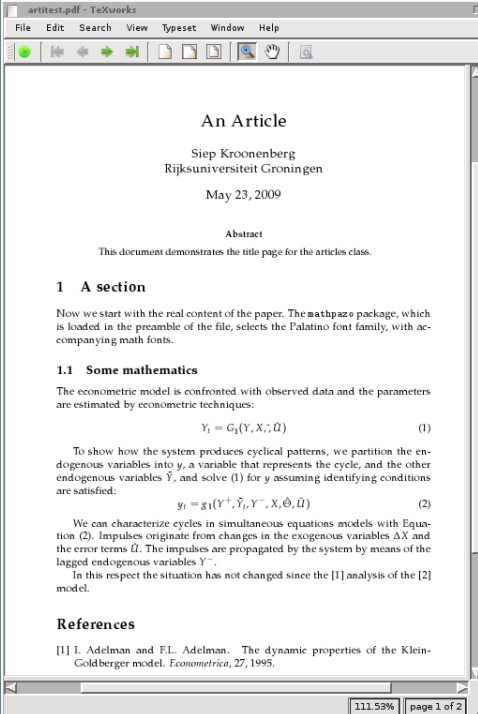 artitest.pdf - TeXworks
File Edit Search View Typeset Window Help
An Article
Siep Kroonenberg
Rijksuniversiteit Groningen
May 23, 2009
Abstract
This document demonstrates the title page for the articles class.
1 A section
Now we start with the real content of the paper. The mathpazo package, which
is loaded in the preamble of the file, selects the Palatino font family, with ac-
companying math fonts.
1.1 Some mathematics
The econometric model is confronted with observed data and the parameters
are estimated by econometric techniques:
Yₜ = G₁(Y, X,ˆ, Û) (1)
To show how the system produces cyclical patterns, we partition the en-
dogenous variables into y, a variable that represents the cycle, and the other
endogenous variables Ỹ, and solve (1) for y assuming identifying conditions
are satisfied:
yₜ = g₁(Y⁺, Ỹₜ, Y⁻, X, Θ̂, Û) (2)
We can characterize cycles in simultaneous equations models with Equa-
tion (2). Impulses originate from changes in the exogenous variables ΔX and
the error terms Û. The impulses are propagated by the system by means of the
lagged endogenous variables Y⁻.
In this respect the situation has not changed since the [1] analysis of the [2]
model.
References
[1] I. Adelman and F.L. Adelman. The dynamic properties of the Klein-
Goldberger model. Econometrica, 27, 1995.
111.53% page 1 of 2